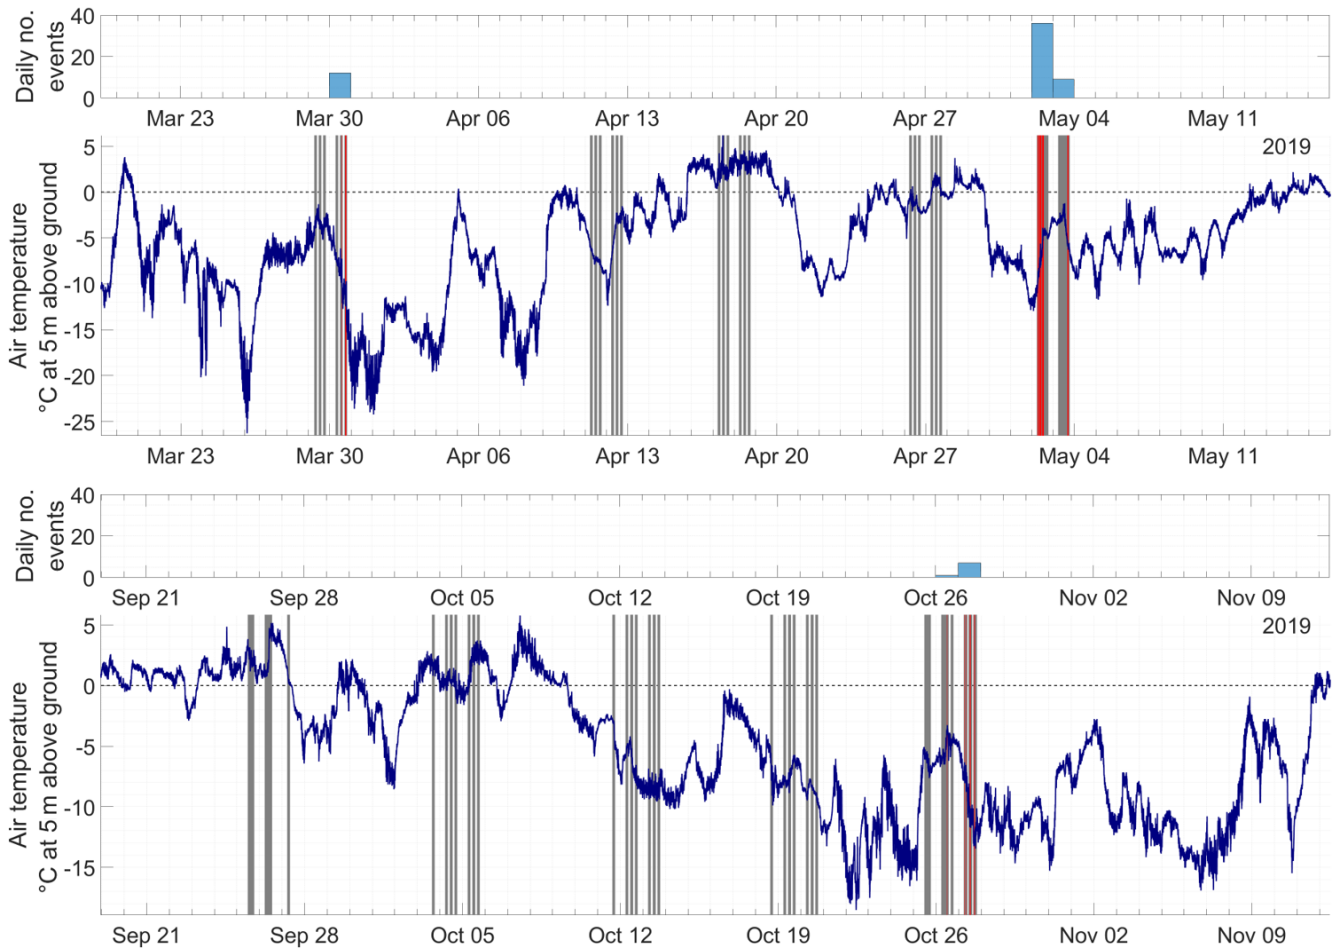 Daily no.
events
40
20
0
Mar 23 Mar 30 Apr 06 Apr 13 Apr 20 Apr 27 May 04 May 11
Air temperature
°C at 5 m above ground
2019
5
0
-5
-10
-15
-20
-25
Mar 23 Mar 30 Apr 06 Apr 13 Apr 20 Apr 27 May 04 May 11
Daily no.
events
40
20
0
Sep 21 Sep 28 Oct 05 Oct 12 Oct 19 Oct 26 Nov 02 Nov 09
Air temperature
°C at 5 m above ground
2019
5
0
-5
-10
-15
Sep 21 Sep 28 Oct 05 Oct 12 Oct 19 Oct 26 Nov 02 Nov 09